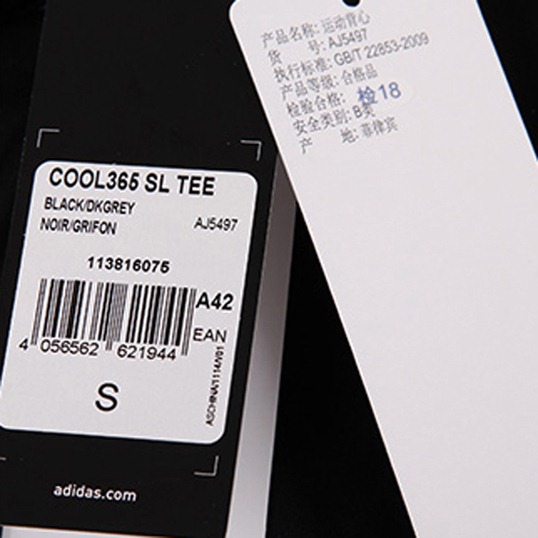 COOL365 SL TEE
BLACK/DKGREY
NOIR/GRIFON AJ5497
113816075
A42
EAN
4 056562 621944
ASCHINA/1114/V01
S
adidas.com
产品名称: 运动背心
货 号: AJ5497
执行标准: GB/T 22853-2009
产品等级: 合格品
检验合格: 检18
安全类别: B类
产 地: 菲律宾